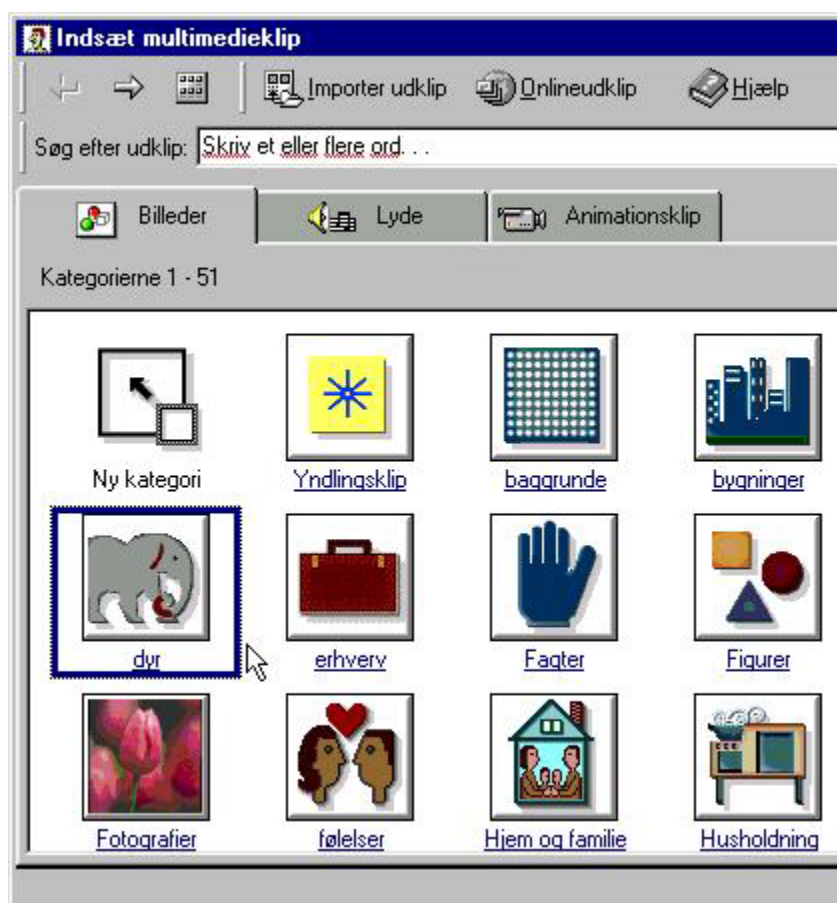 Indsæt multimedieklip
Importer udklip Onlineudklip Hjælp
Søg efter udklip: Skriv et eller flere ord. . .
Billeder Lyde Animationsklip
Kategorierne 1 - 51
Ny kategori Yndlingsklip baggrunde bygninger
dyr erhverv Fagter Figurer
Fotografier følelser Hjem og familie Husholdning